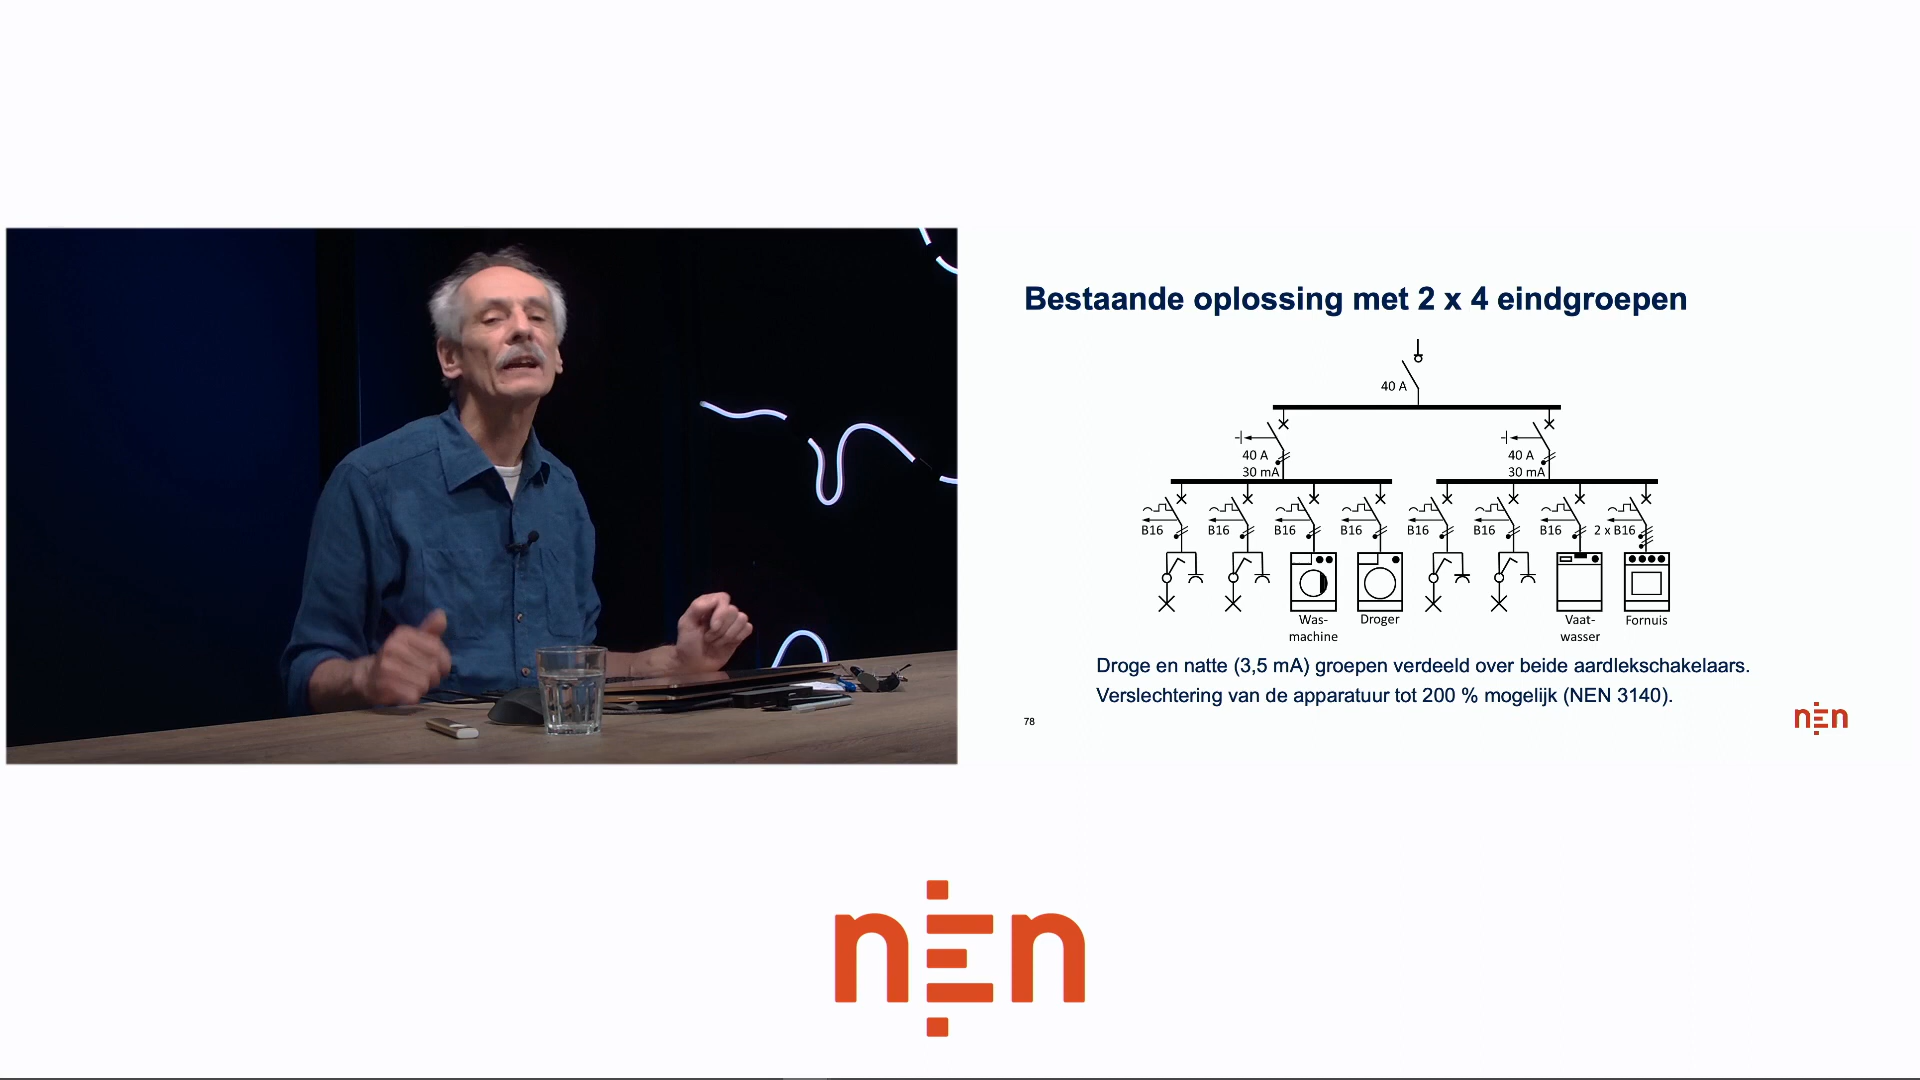 Bestaande oplossing met 2 x 4 eindgroepen
40 A
40 A
30 mA
40 A
30 mA
B16
B16
B16
B16
B16
B16
B16
2 x B16
Was-
machine
Droger
Vaat-
wasser
Fornuis
Droge en natte (3,5 mA) groepen verdeeld over beide aardlekschakelaars.
Verslechtering van de apparatuur tot 200 % mogelijk (NEN 3140).
78
nen
nen